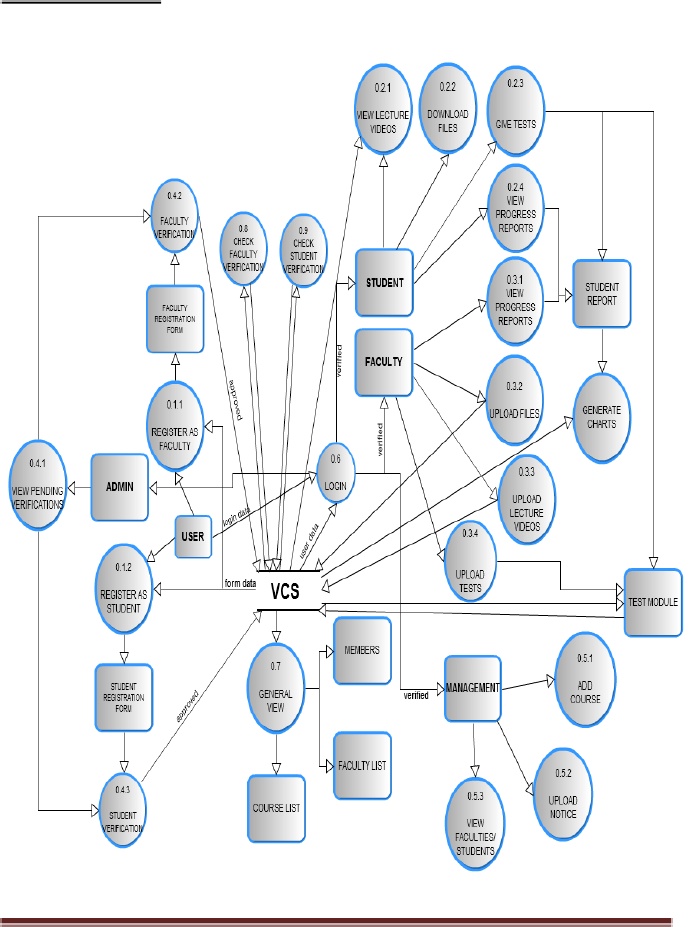 0.2.1
VIEW LECTURE
VIDEOS
0.2.2
DOWNLOAD
FILES
0.2.3
GIVE TESTS
0.4.2
FACULTY
VERIFICATION
0.8
CHECK
FACULTY
VERIFICATION
0.9
CHECK
STUDENT
VERIFICATION
0.2.4
VIEW
PROGRESS
REPORTS
STUDENT
STUDENT
REPORT
FACULTY
REGISTRATION
FORM
0.3.1
VIEW
PROGRESS
REPORTS
verified
FACULTY
approved
0.3.2
UPLOAD FILES
GENERATE
CHARTS
0.1.1
REGISTER AS
FACULTY
verified
0.4.1
VIEW PENDING
VERIFICATIONS
ADMIN
0.6
LOGIN
0.3.3
UPLOAD
LECTURE
VIDEOS
USER
login data
user data
0.3.4
UPLOAD
TESTS
0.1.2
REGISTER AS
STUDENT
form data
VCS
TEST MODULE
STUDENT
REGISTRATION
FORM
approved
0.7
GENERAL
VIEW
MEMBERS
verified
MANAGEMENT
0.5.1
ADD
COURSE
FACULTY LIST
0.4.3
STUDENT
VERIFICATION
COURSE LIST
0.5.3
VIEW
FACULTIES/
STUDENTS
0.5.2
UPLOAD
NOTICE